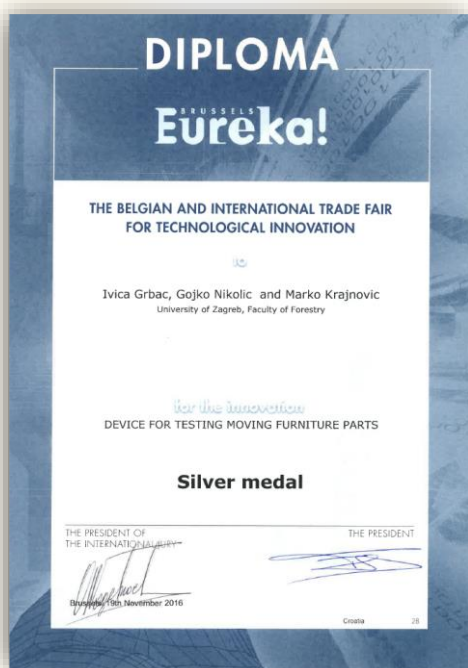 DIPLOMA
BRUSSELS
Eureka!
THE BELGIAN AND INTERNATIONAL TRADE FAIR
FOR TECHNOLOGICAL INNOVATION
to
Ivica Grbac, Gojko Nikolic and Marko Krajnovic
University of Zagreb, Faculty of Forestry
for the innovation
DEVICE FOR TESTING MOVING FURNITURE PARTS
Silver medal
THE PRESIDENT OF
THE INTERNATIONAL JURY
THE PRESIDENT
Brussels, 19th November 2016
Croatia 28